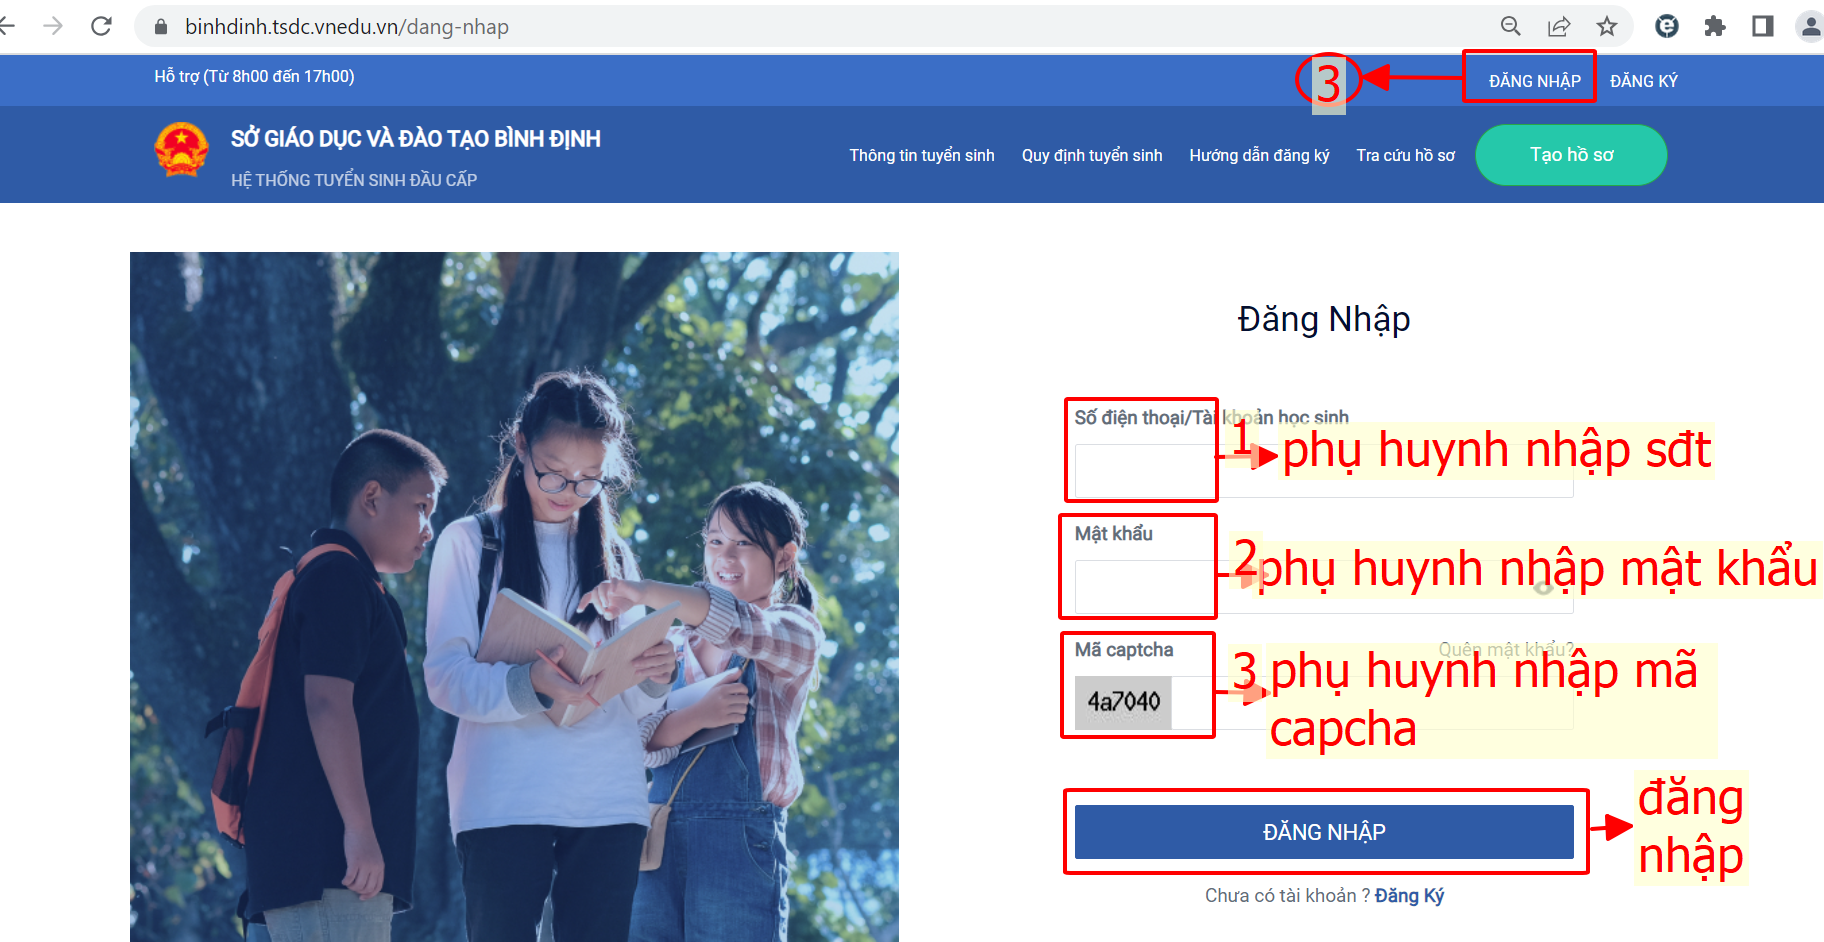 binhdinh.tsdc.vnedu.vn/dang-nhap
Hỗ trợ (Từ 8h00 đến 17h00)
3
ĐĂNG NHẬP
ĐĂNG KÝ
SỞ GIÁO DỤC VÀ ĐÀO TẠO BÌNH ĐỊNH
HỆ THỐNG TUYỂN SINH ĐẦU CẤP
Thông tin tuyển sinh
Quy định tuyển sinh
Hướng dẫn đăng ký
Tra cứu hồ sơ
Tạo hồ sơ
Đăng Nhập
Số điện thoại/Tài khoản học sinh
1
phụ huynh nhập sđt
Mật khẩu
2
phụ huynh nhập mật khẩu
Mã captcha
Quên mật khẩu?
4a7040
3
phụ huynh nhập mã
capcha
ĐĂNG NHẬP
đăng
nhập
Chưa có tài khoản ? Đăng Ký